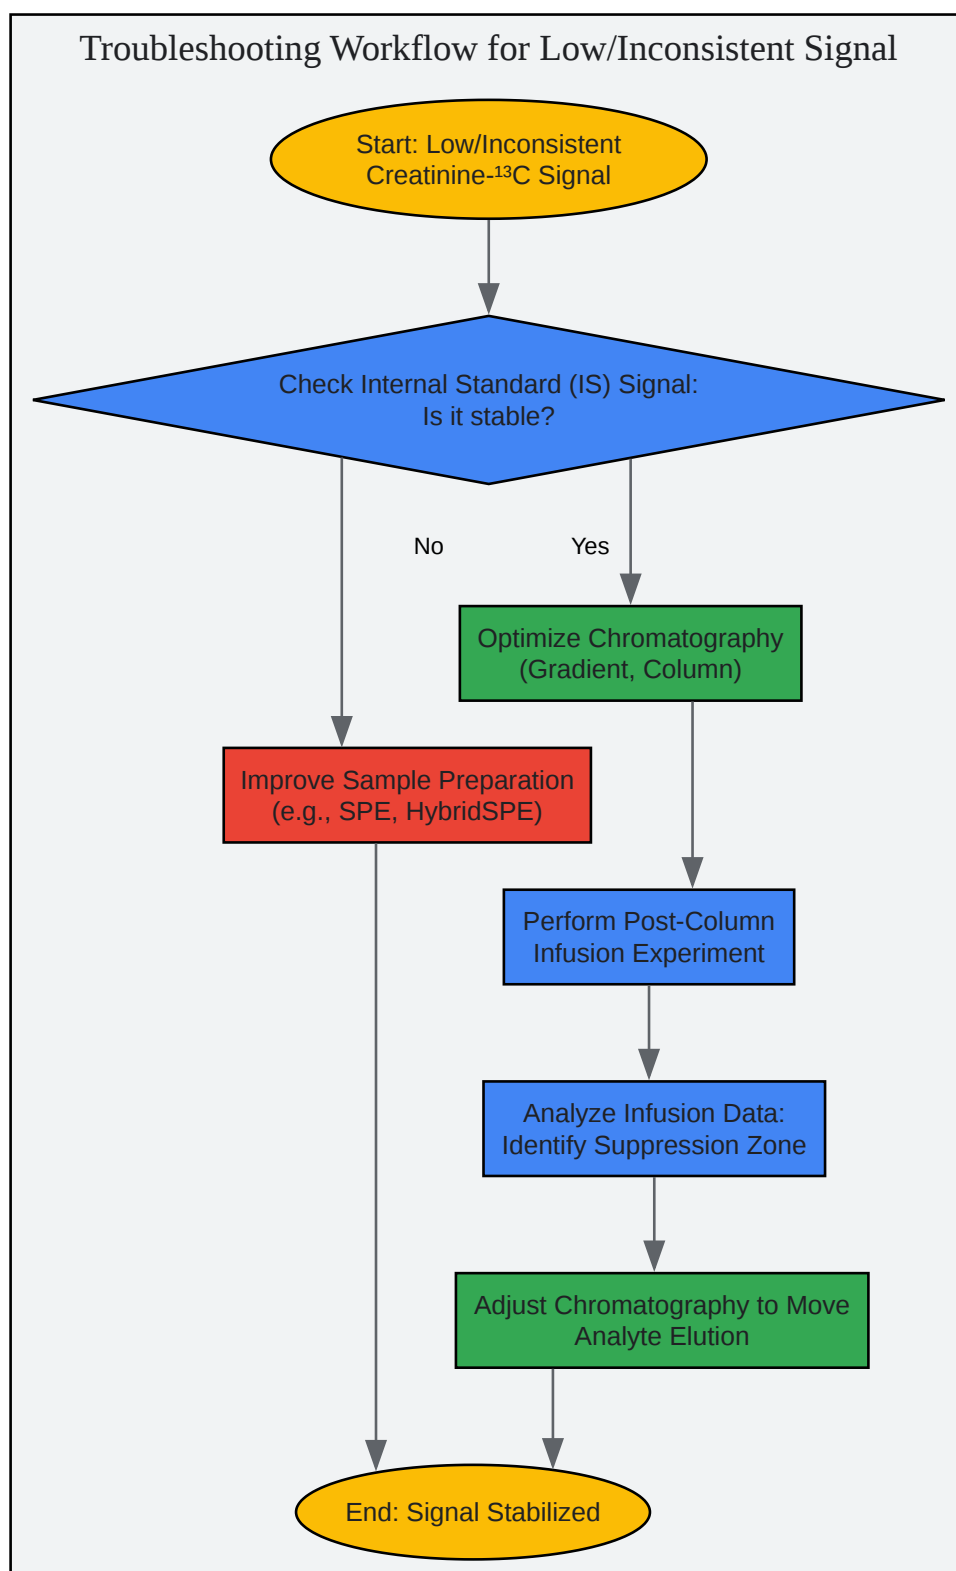 Troubleshooting Workflow for Low/Inconsistent Signal
Start: Low/Inconsistent
Creatinine-¹³C Signal
Check Internal Standard (IS) Signal:
Is it stable?
No
Yes
Optimize Chromatography
(Gradient, Column)
Improve Sample Preparation
(e.g., SPE, HybridSPE)
Perform Post-Column
Infusion Experiment
Analyze Infusion Data:
Identify Suppression Zone
Adjust Chromatography to Move
Analyte Elution
End: Signal Stabilized